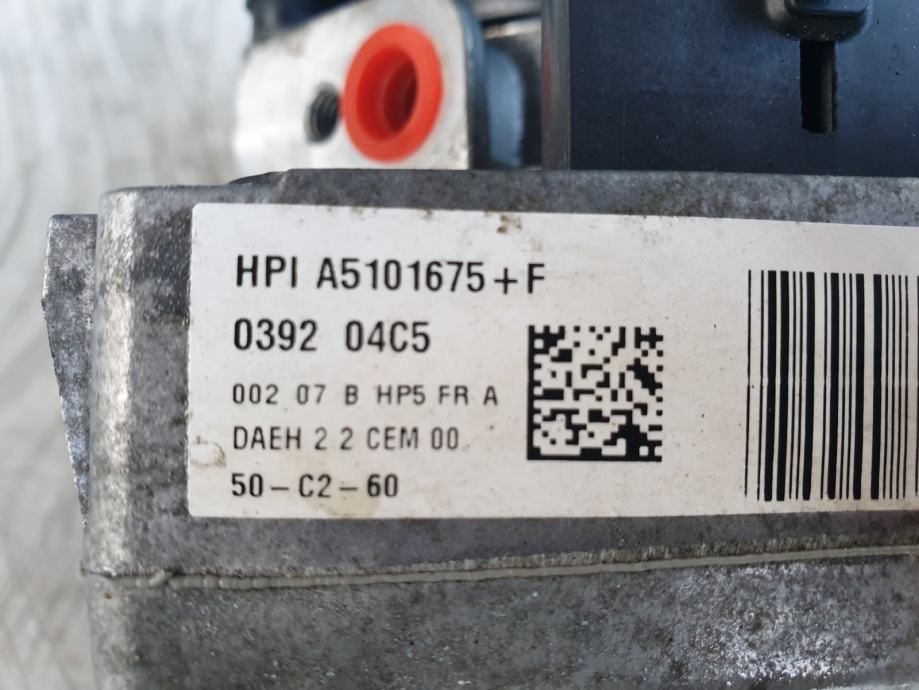 HPI A5101675+F
0392 04C5
002 07 B HP5 FR A
DAEH 2 2 CEM 00
50-C2-60